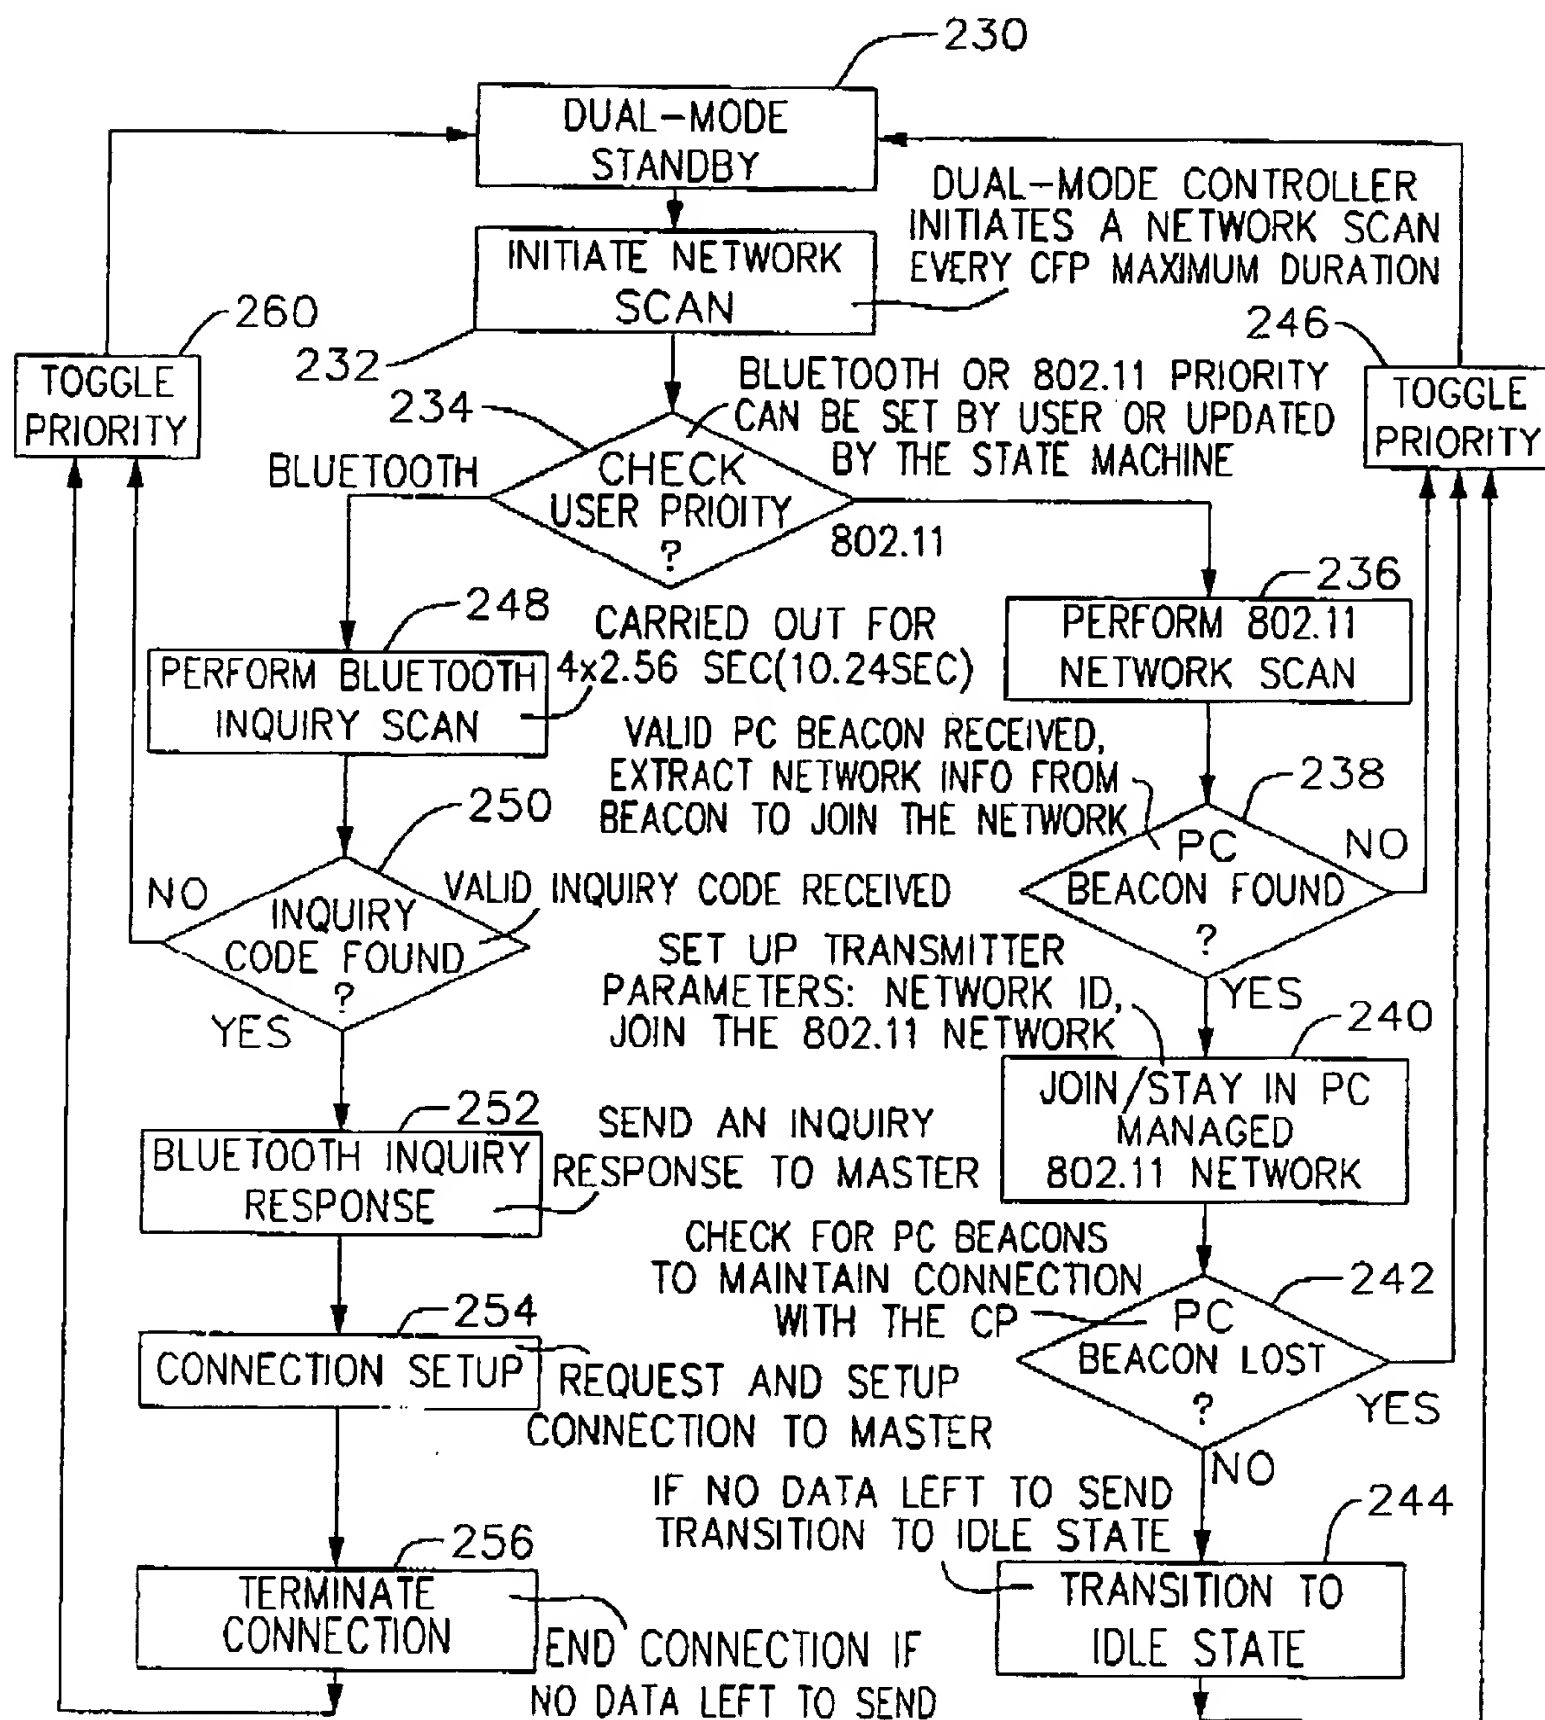 230
DUAL-MODE
STANDBY
DUAL-MODE CONTROLLER
INITIATES A NETWORK SCAN
EVERY CFP MAXIMUM DURATION
INITIATE NETWORK
SCAN
232
260
TOGGLE
PRIORITY
246
TOGGLE
PRIORITY
BLUETOOTH OR 802.11 PRIORITY
CAN BE SET BY USER OR UPDATED
BY THE STATE MACHINE
234
CHECK
USER PRIOITY
?
BLUETOOTH
802.11
248
PERFORM BLUETOOTH
INQUIRY SCAN
CARRIED OUT FOR
4x2.56 SEC(10.24SEC)
236
PERFORM 802.11
NETWORK SCAN
VALID PC BEACON RECEIVED,
EXTRACT NETWORK INFO FROM
BEACON TO JOIN THE NETWORK
238
PC
BEACON FOUND
?
NO
YES
250
INQUIRY
CODE FOUND
?
NO
YES
VALID INQUIRY CODE RECEIVED
SET UP TRANSMITTER
PARAMETERS: NETWORK ID,
JOIN THE 802.11 NETWORK
240
JOIN/STAY IN PC
MANAGED
802.11 NETWORK
252
BLUETOOTH INQUIRY
RESPONSE
SEND AN INQUIRY
RESPONSE TO MASTER
CHECK FOR PC BEACONS
TO MAINTAIN CONNECTION
WITH THE CP
242
PC
BEACON LOST
?
YES
NO
254
CONNECTION SETUP
REQUEST AND SETUP
CONNECTION TO MASTER
IF NO DATA LEFT TO SEND
TRANSITION TO IDLE STATE
244
TRANSITION TO
IDLE STATE
256
TERMINATE
CONNECTION
END CONNECTION IF
NO DATA LEFT TO SEND